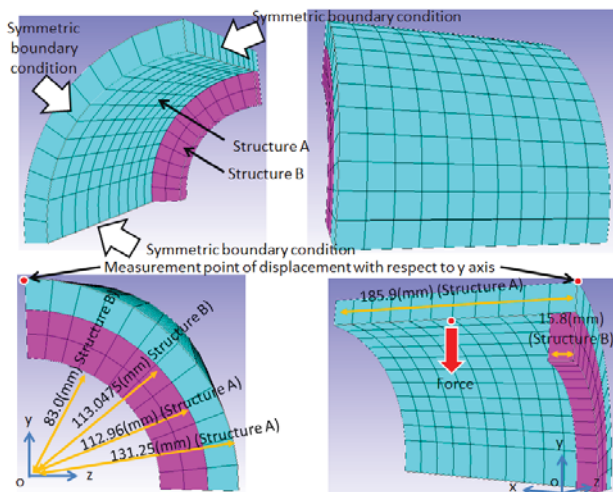 Symmetric boundary condition
Symmetric
boundary
condition
Structure A
Structure B
Symmetric boundary condition
Measurement point of displacement with respect to y axis
83.0(mm) Structure B)
113.0475(mm) Structure B)
112.96(mm) (Structure A)
131.25(mm) (Structure A)
y
o
z
185.9(mm) (Structure A)
15.8(mm)
(Structure B)
Force
y
x
o
z